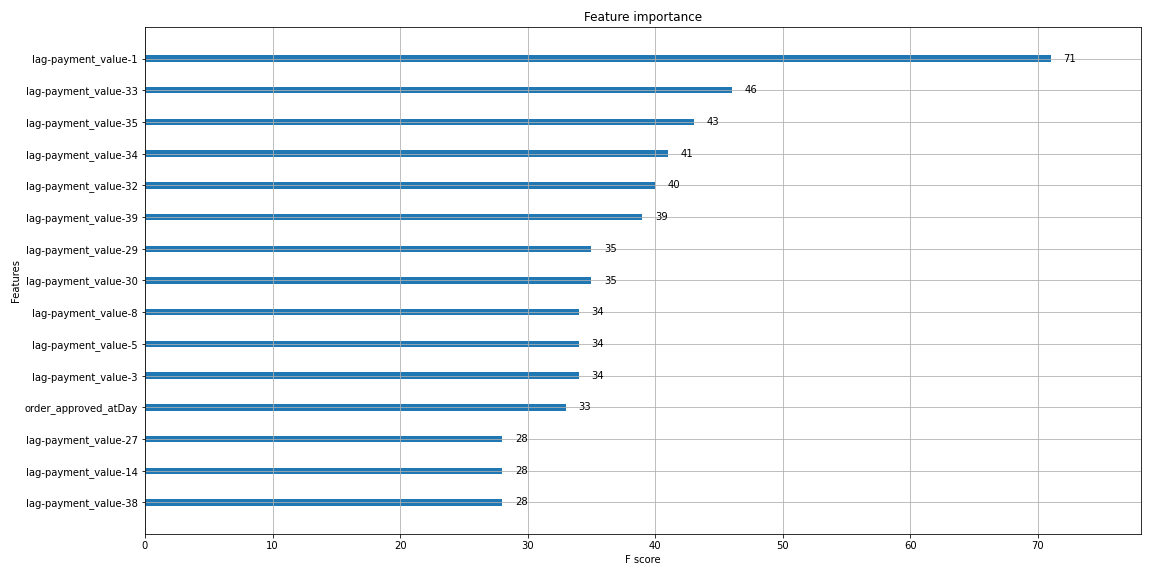 Feature importance
lag-payment_value-1 71
lag-payment_value-33 46
lag-payment_value-35 43
lag-payment_value-34 41
lag-payment_value-32 40
lag-payment_value-39 39
lag-payment_value-29 35
lag-payment_value-30 35
lag-payment_value-8 34
lag-payment_value-5 34
lag-payment_value-3 34
order_approved_atDay 33
lag-payment_value-27 28
lag-payment_value-14 28
lag-payment_value-38 28
Features
0 10 20 30 40 50 60 70
F score